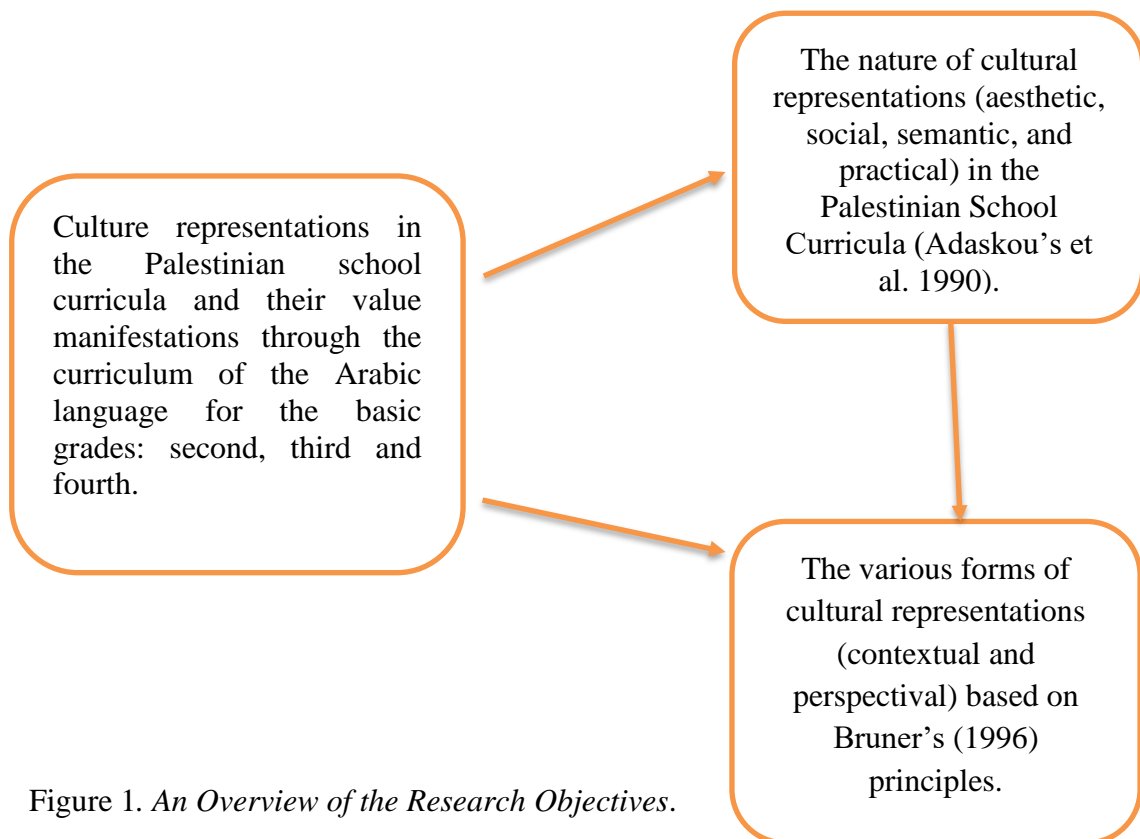 Culture representations in
the Palestinian school
curricula and their value
manifestations through the
curriculum of the Arabic
language for the basic
grades: second, third and
fourth.
The nature of cultural
representations (aesthetic,
social, semantic, and
practical) in the
Palestinian School
Curricula (Adaskou’s et
al. 1990).
The various forms of
cultural representations
(contextual and
perspectival) based on
Bruner’s (1996)
principles.
Figure 1. An Overview of the Research Objectives.